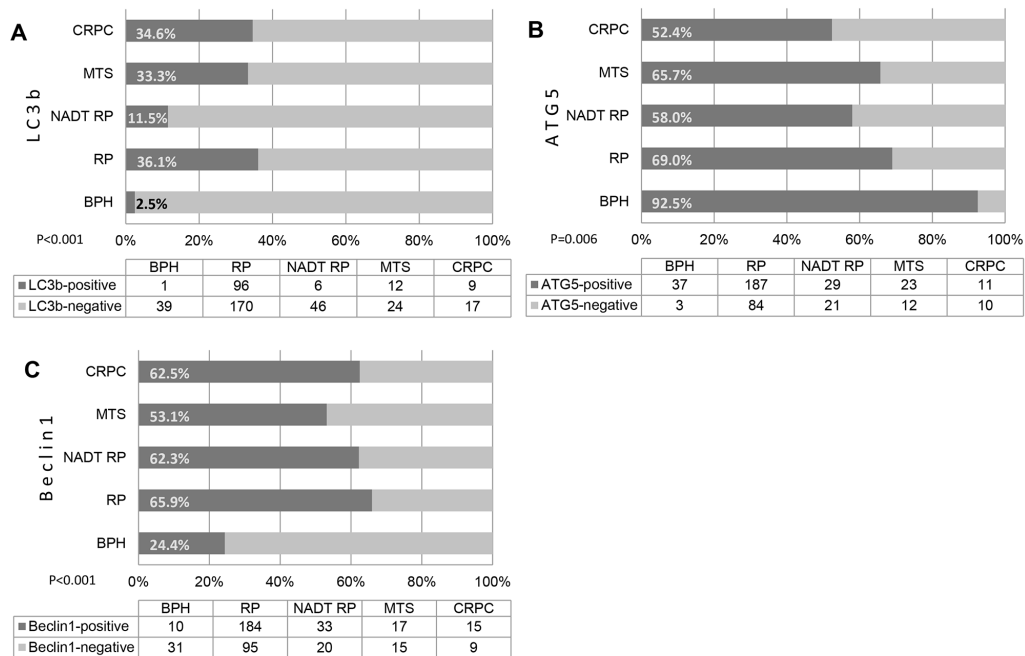 A
LC3b
CRPC 34.6%
MTS 33.3%
NADT RP 11.5%
RP 36.1%
BPH 2.5%
P<0.001 0% 20% 40% 60% 80% 100%
BPH RP NADT RP MTS CRPC
LC3b-positive 1 96 6 12 9
LC3b-negative 39 170 46 24 17
B
ATG5
CRPC 52.4%
MTS 65.7%
NADT RP 58.0%
RP 69.0%
BPH 92.5%
P=0.006 0% 20% 40% 60% 80% 100%
BPH RP NADT RP MTS CRPC
ATG5-positive 37 187 29 23 11
ATG5-negative 3 84 21 12 10
C
Beclin1
CRPC 62.5%
MTS 53.1%
NADT RP 62.3%
RP 65.9%
BPH 24.4%
P<0.001 0% 20% 40% 60% 80% 100%
BPH RP NADT RP MTS CRPC
Beclin1-positive 10 184 33 17 15
Beclin1-negative 31 95 20 15 9